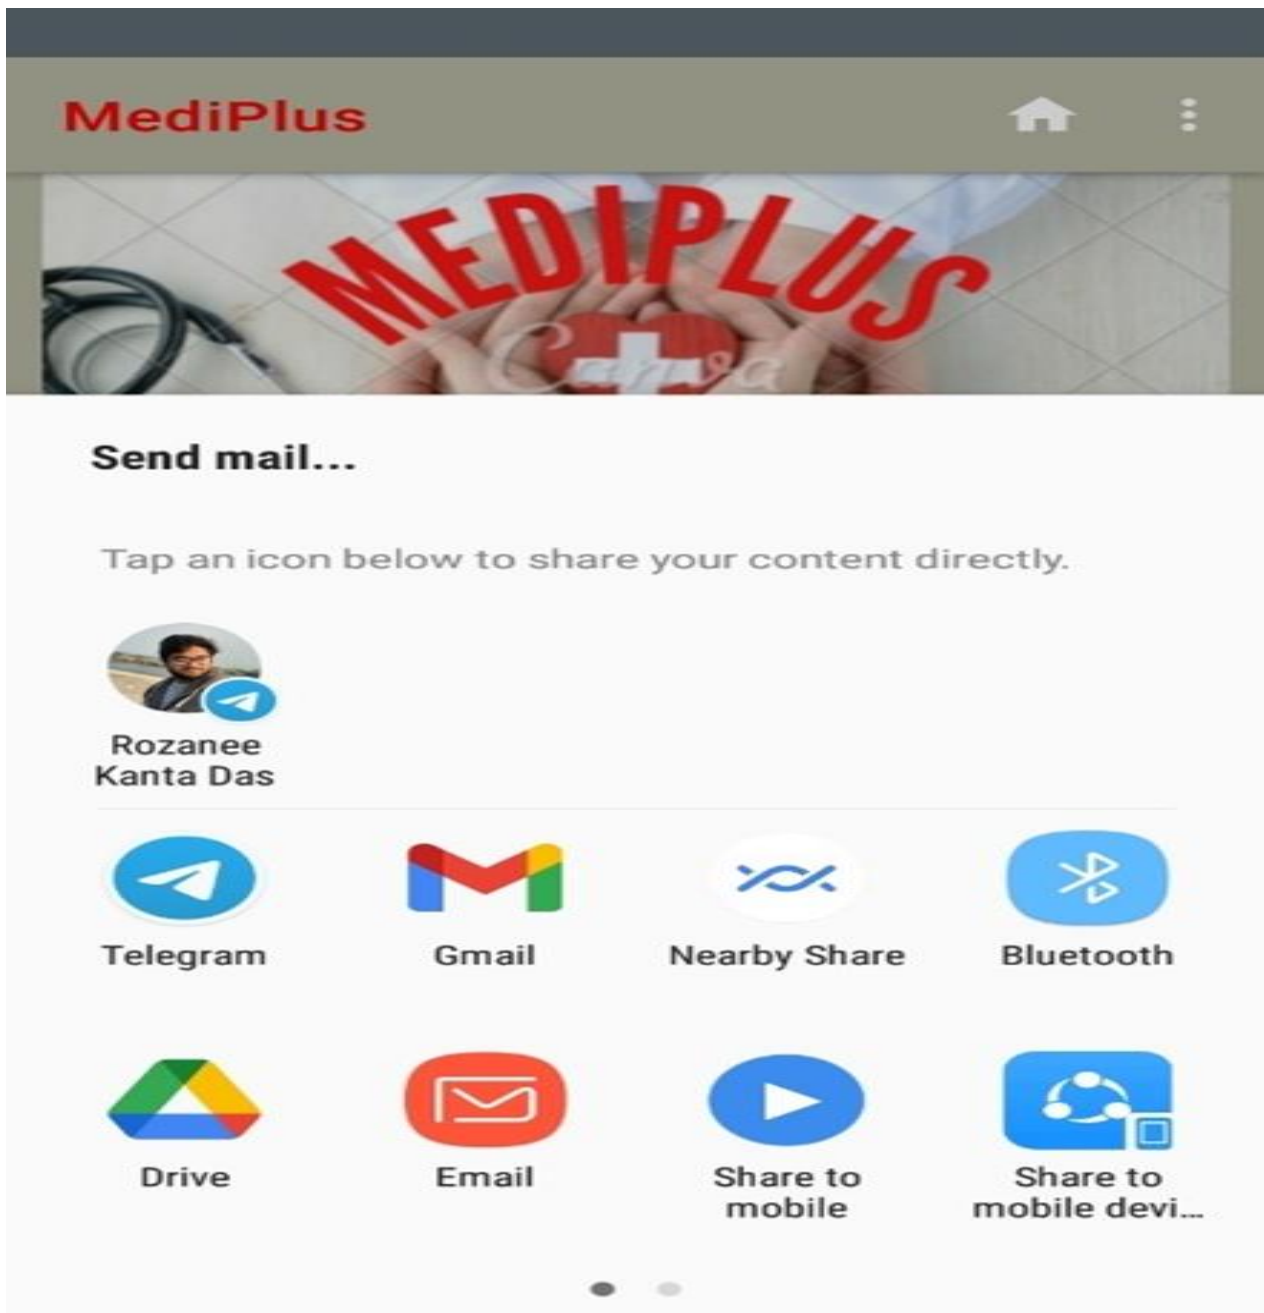 MediPlus
MEDIPLUS
Canva
Send mail...
Tap an icon below to share your content directly.
Rozanee
Kanta Das
Telegram
Gmail
Nearby Share
Bluetooth
Drive
Email
Share to
mobile
Share to
mobile devi...